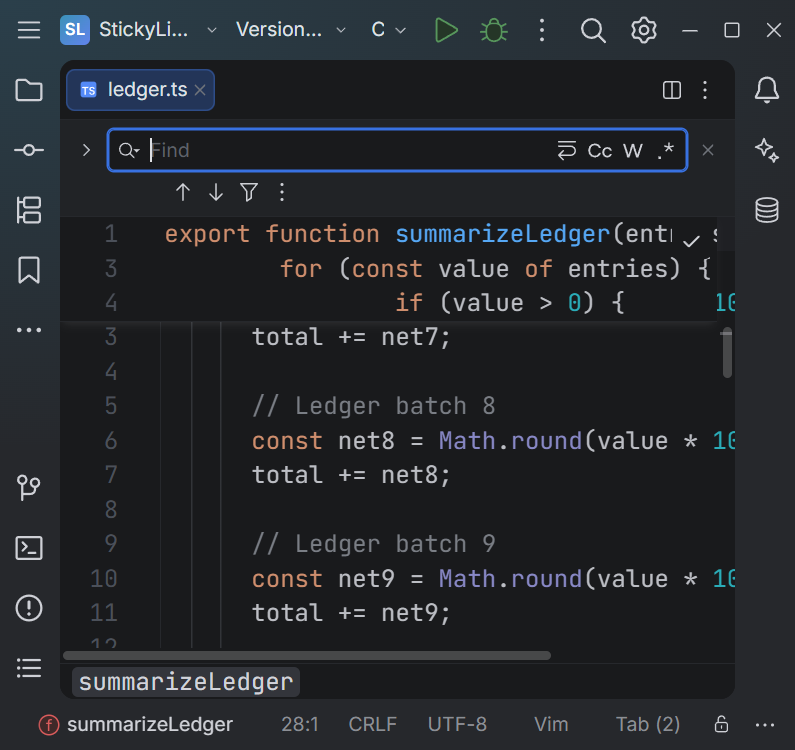 SL StickyLi... Version... C
TS ledger.ts
Find Cc W .*
1 export function summarizeLedger(ent
3 for (const value of entries) {
4 if (value > 0) { 10
3 total += net7;
4
5 // Ledger batch 8
6 const net8 = Math.round(value * 10
7 total += net8;
8
9 // Ledger batch 9
10 const net9 = Math.round(value * 10
11 total += net9;
12
summarizeLedger
f summarizeLedger 28:1 CRLF UTF-8 Vim Tab (2) ...